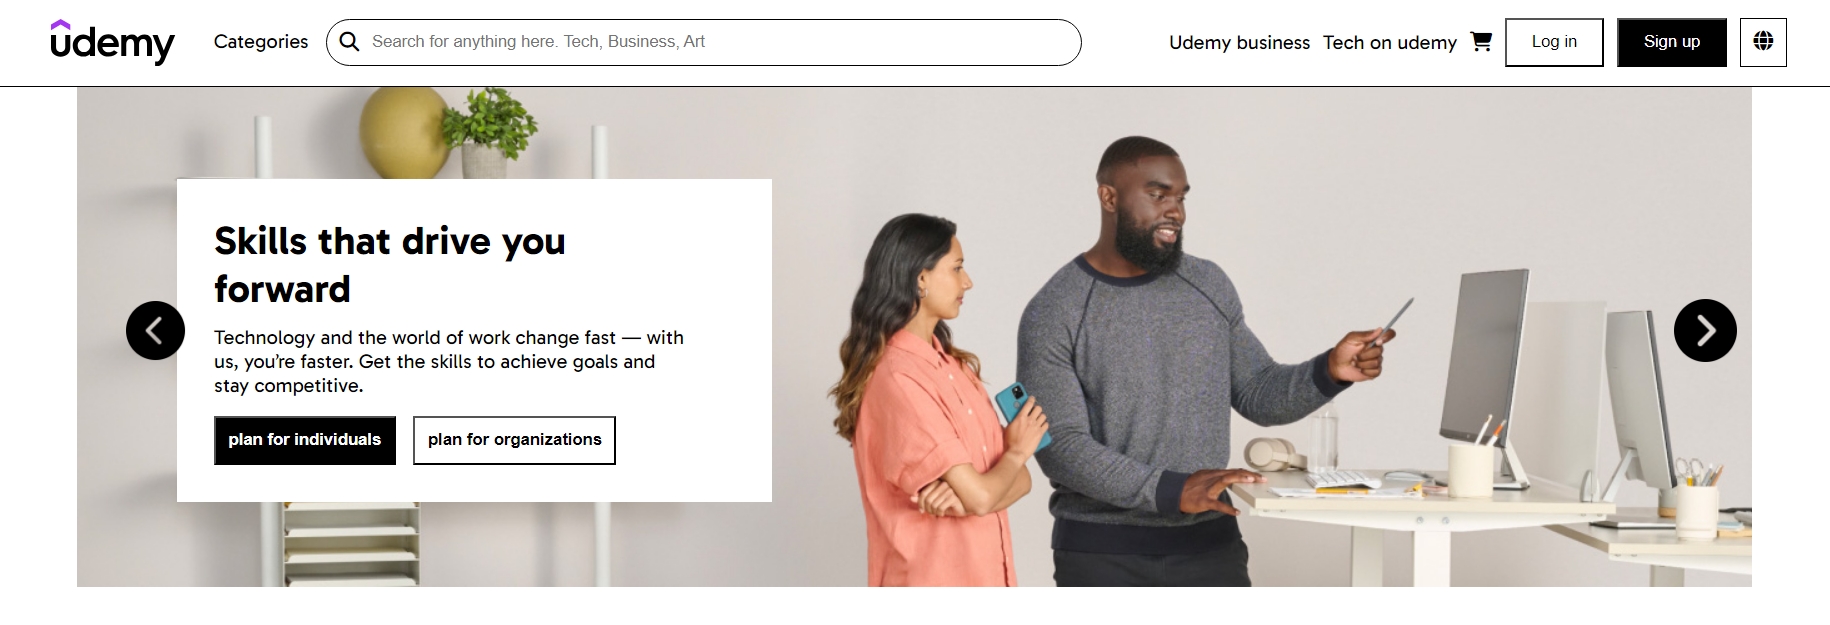 udemy
Categories
Search for anything here. Tech, Business, Art
Udemy business
Tech on udemy
Log in
Sign up
Skills that drive you
forward
Technology and the world of work change fast — with
us, you’re faster. Get the skills to achieve goals and
stay competitive.
plan for individuals
plan for organizations